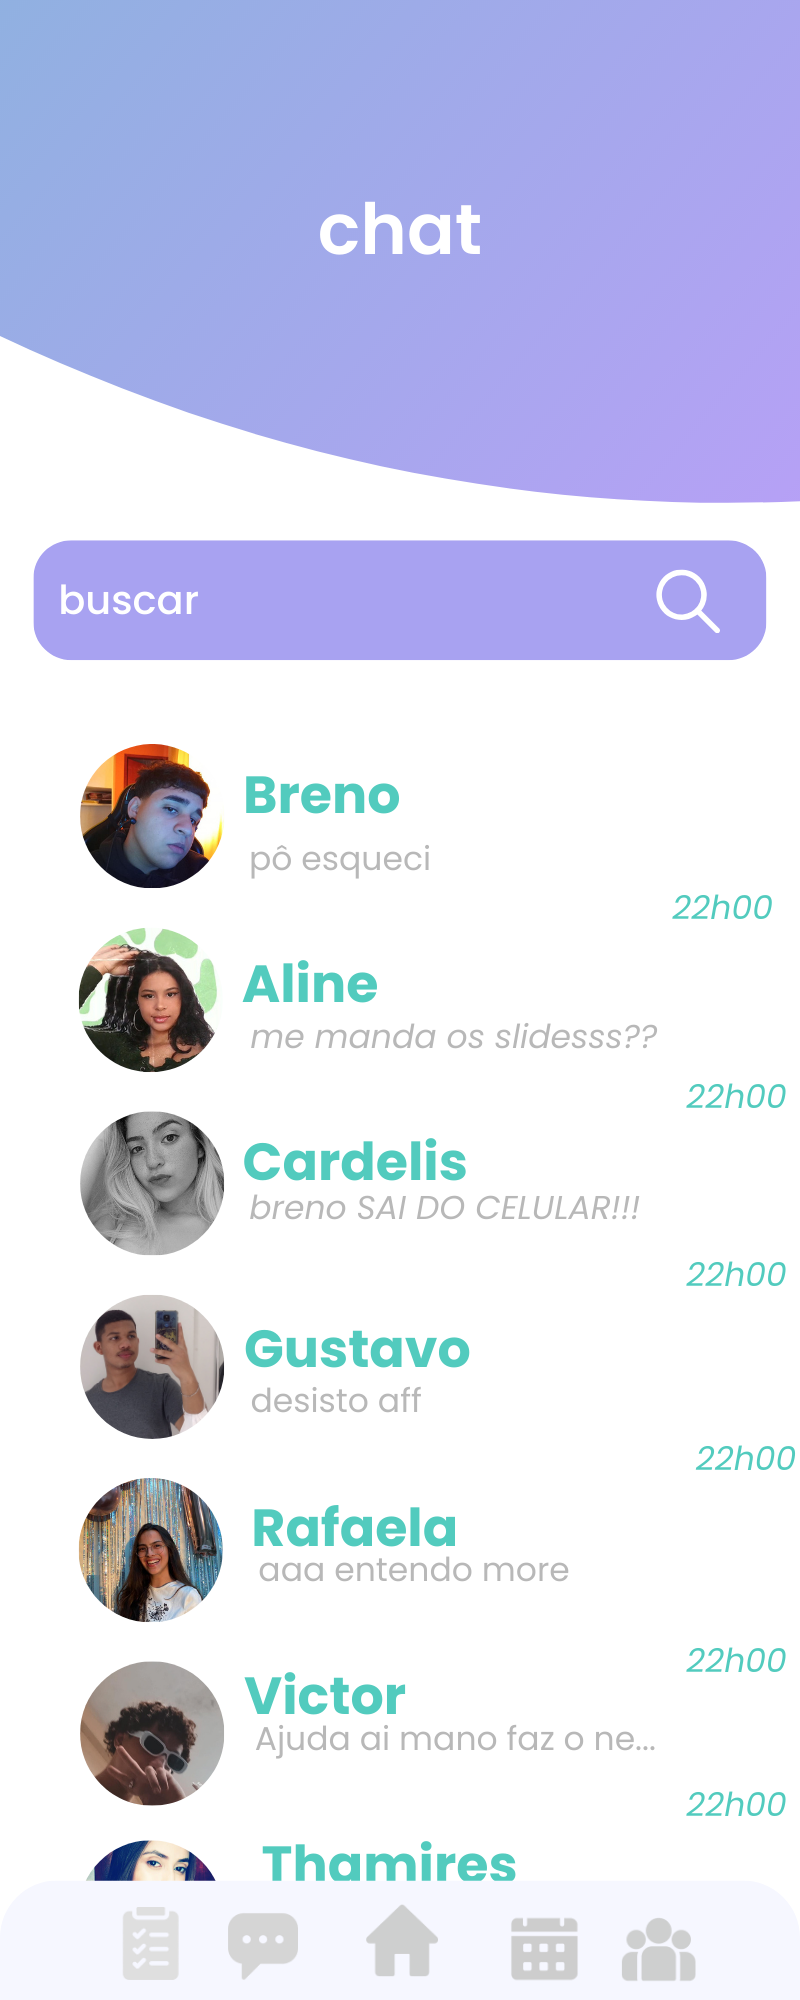 chat
buscar
Breno
pô esqueci
22h00
Aline
me manda os slidesss??
22h00
Cardelis
breno SAI DO CELULAR!!!
22h00
Gustavo
desisto aff
22h00
Rafaela
aaa entendo more
22h00
Victor
Ajuda ai mano faz o ne...
22h00
Thamires